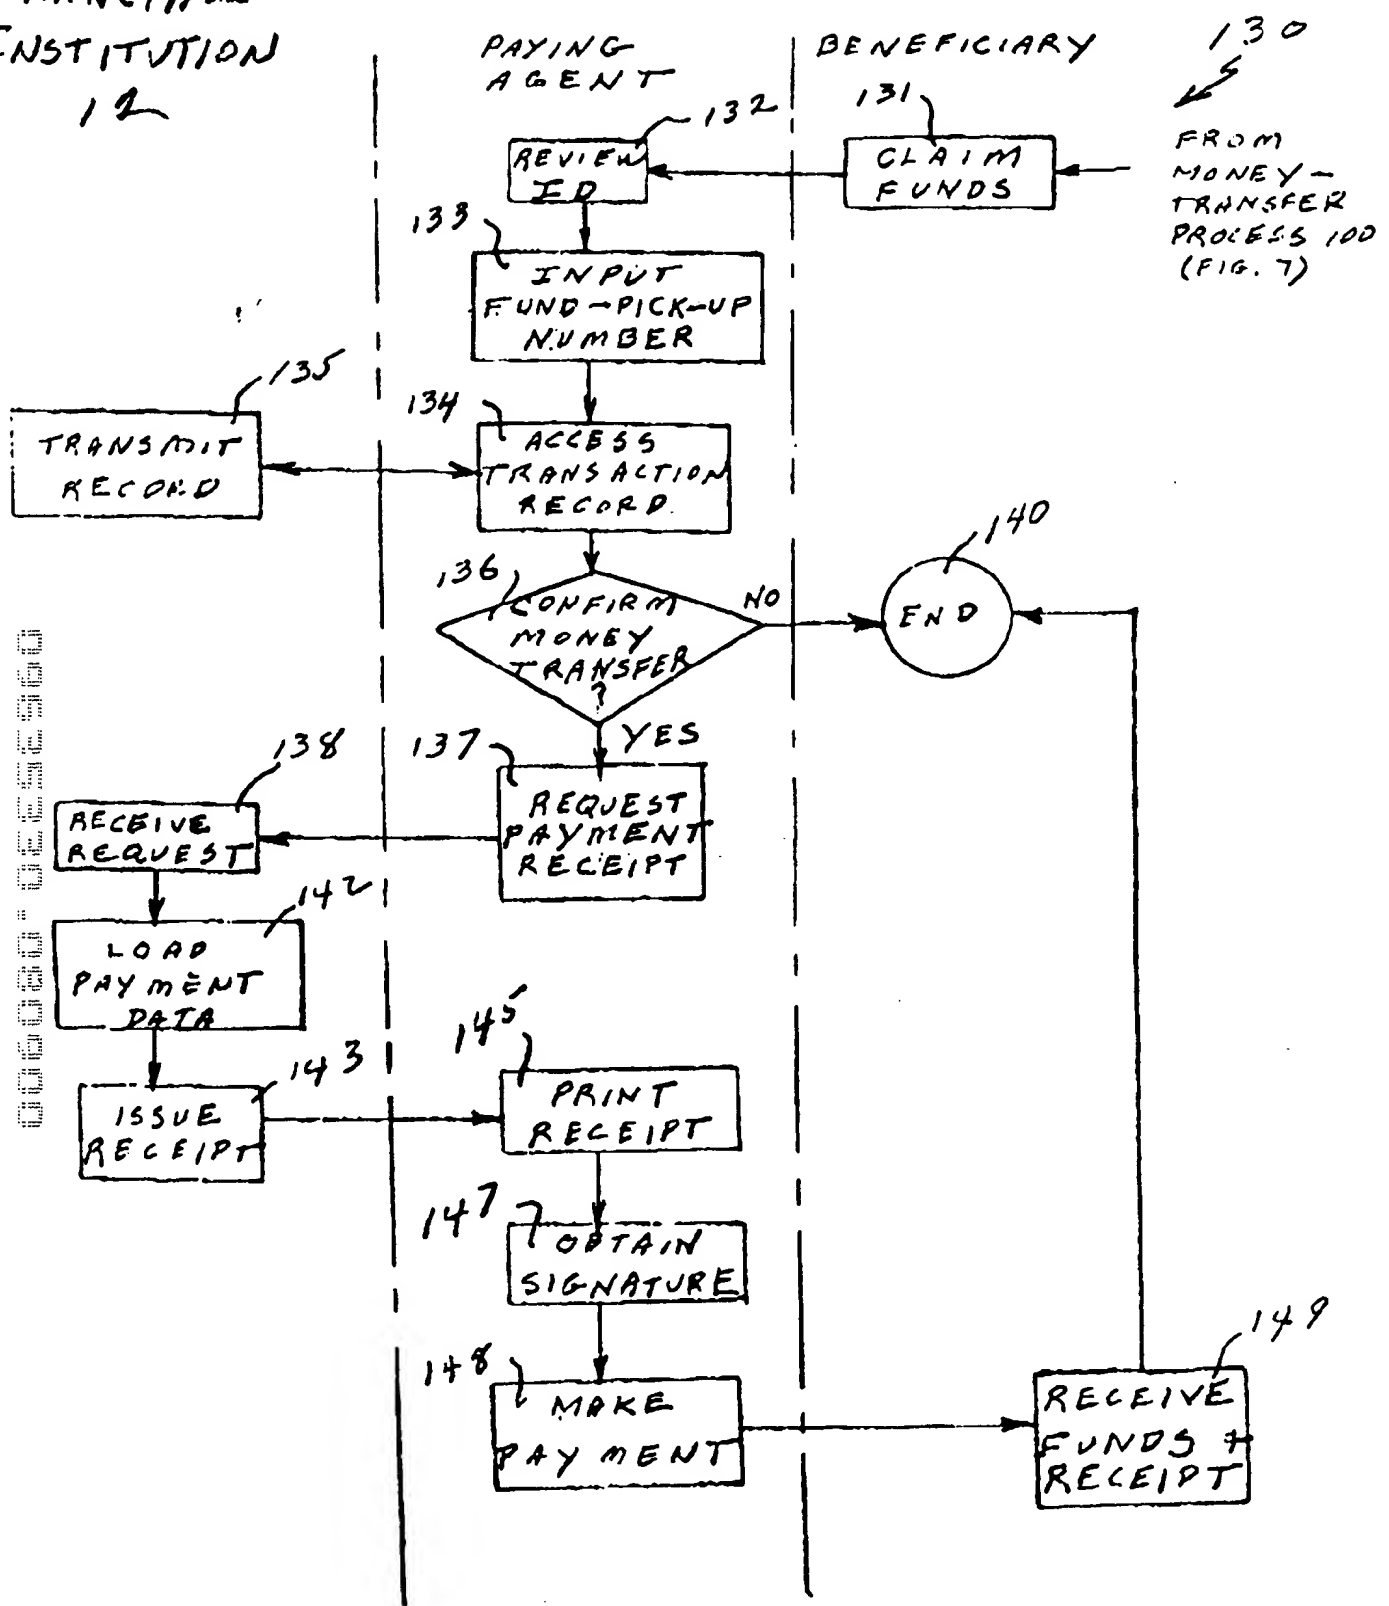 INSTITUTION
12
PAYING
AGENT
BENEFICIARY
130
FROM
MONEY-
TRANSFER
PROCESS 100
(FIG. 7)
131
CLAIM
FUNDS
132
REVIEW
ID
133
INPUT
FUND-PICK-UP
NUMBER
135
TRANSMIT
RECORD
134
ACCESS
TRANSACTION
RECORD
136
CONFIRM
MONEY
TRANSFER
?
NO
140
END
YES
137
REQUEST
PAYMENT
RECEIPT
138
RECEIVE
REQUEST
142
LOAD
PAYMENT
DATA
143
ISSUE
RECEIPT
145
PRINT
RECEIPT
147
OBTAIN
SIGNATURE
148
MAKE
PAYMENT
149
RECEIVE
FUNDS +
RECEIPT